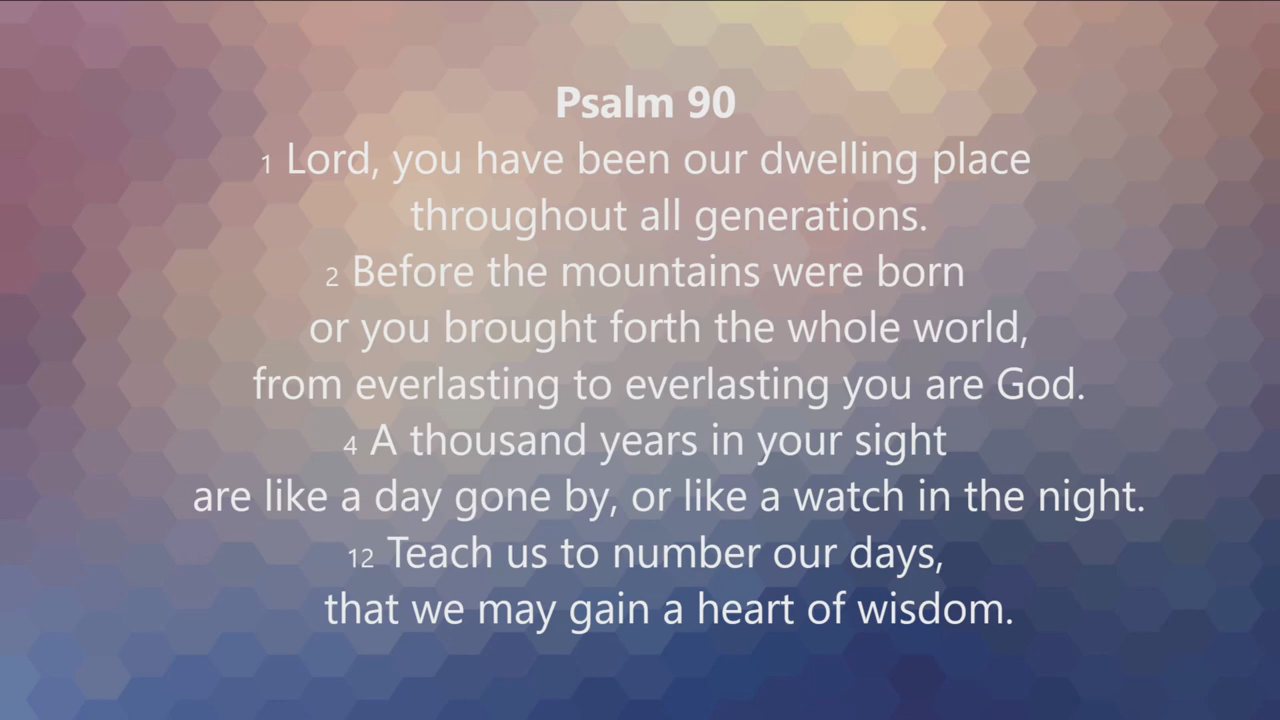 Psalm 90
1 Lord, you have been our dwelling place
throughout all generations.
2 Before the mountains were born
or you brought forth the whole world,
from everlasting to everlasting you are God.
4 A thousand years in your sight
are like a day gone by, or like a watch in the night.
12 Teach us to number our days,
that we may gain a heart of wisdom.